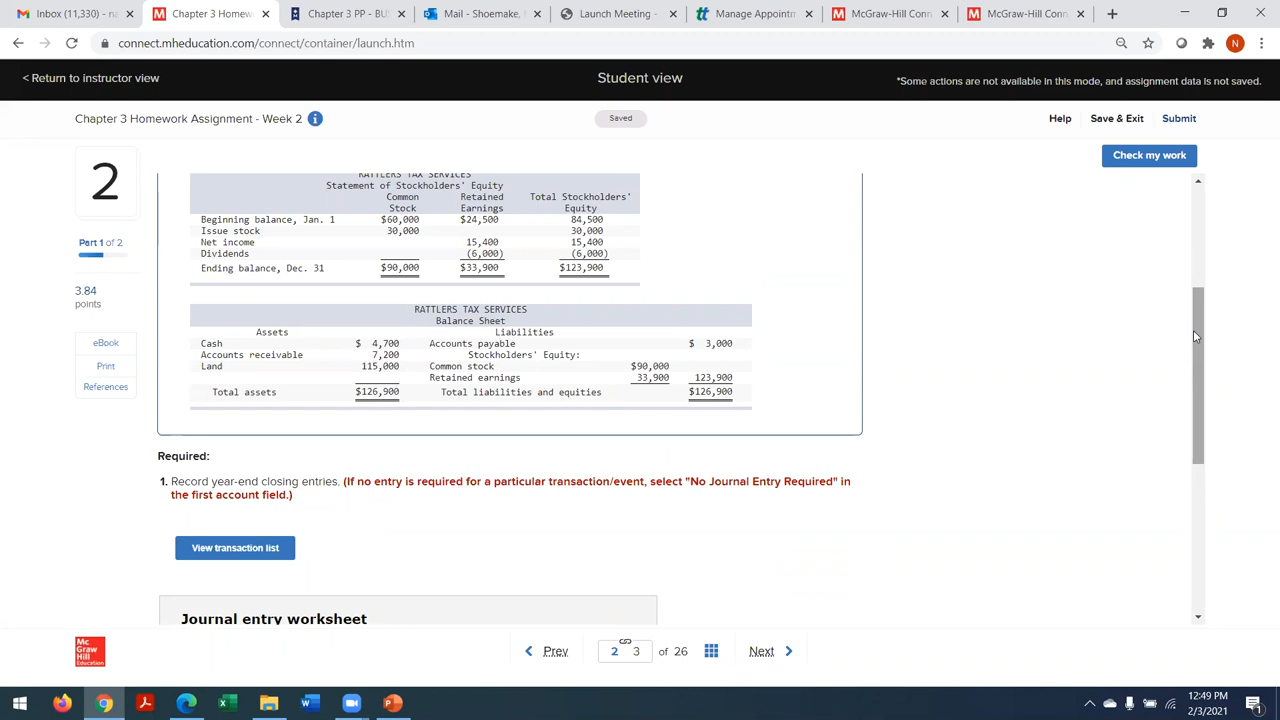 Inbox (11,330) - na
Chapter 3 Homew
Chapter 3 PP - BU
Mail - Shoemake,
Launch Meeting -
Manage Appointm
McGraw-Hill Conn
McGraw-Hill Conn
connect.mheducation.com/connect/container/launch.htm
N
< Return to instructor view
Student view
*Some actions are not available in this mode, and assignment data is not saved.
Chapter 3 Homework Assignment - Week 2
Saved
Help
Save & Exit
Submit
Check my work
2
Part 1 of 2
3.84
points
eBook
Print
References
RATTLERS TAX SERVICES
Statement of Stockholders' Equity
Common Retained Total Stockholders'
Stock Earnings Equity
Beginning balance, Jan. 1 $60,000 $24,500 84,500
Issue stock 30,000 30,000
Net income 15,400 15,400
Dividends (6,000) (6,000)
Ending balance, Dec. 31 $90,000 $33,900 $123,900
RATTLERS TAX SERVICES
Balance Sheet
Assets Liabilities
Cash $ 4,700 Accounts payable $ 3,000
Accounts receivable 7,200 Stockholders' Equity:
Land 115,000 Common stock $90,000
Retained earnings 33,900 123,900
Total assets $126,900 Total liabilities and equities $126,900
Required:
1. Record year-end closing entries. (If no entry is required for a particular transaction/event, select "No Journal Entry Required" in
the first account field.)
View transaction list
Journal entry worksheet
Mc
Graw
Hill
Education
Prev
2 3 of 26
Next
12:49 PM
2/3/2021
1